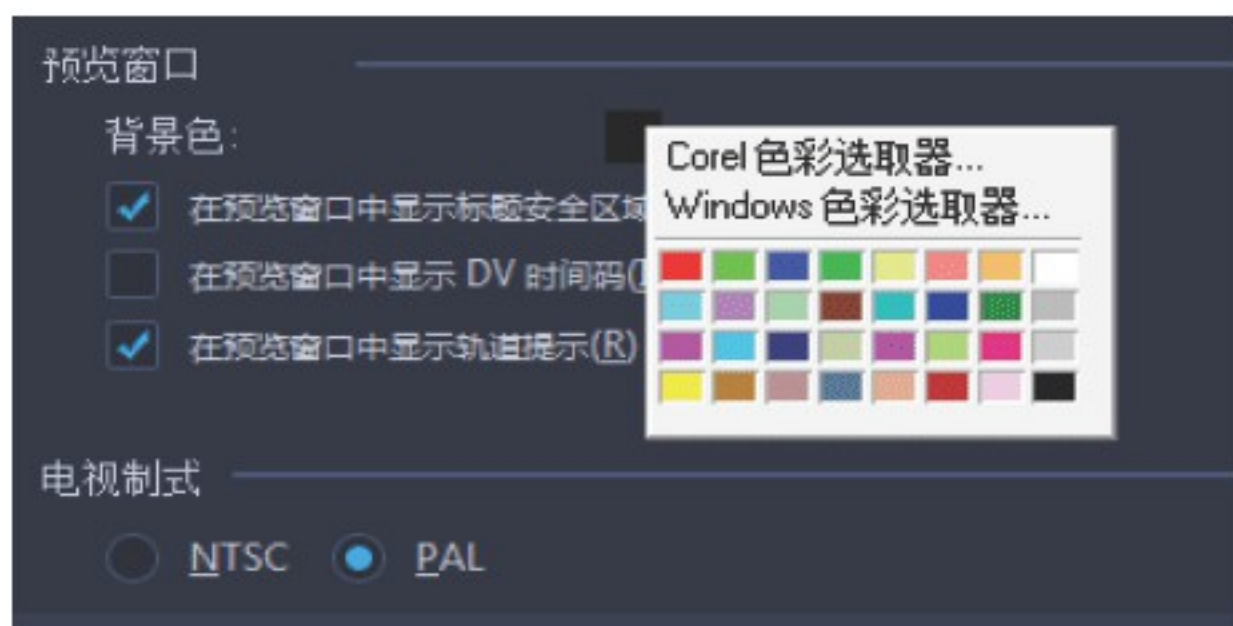 预览窗口
背景色:
Corel 色彩选取器...
Windows 色彩选取器...
在预览窗口中显示标题安全区域
在预览窗口中显示 DV 时间码(
在预览窗口中显示轨道提示(R)
电视制式
NTSC PAL